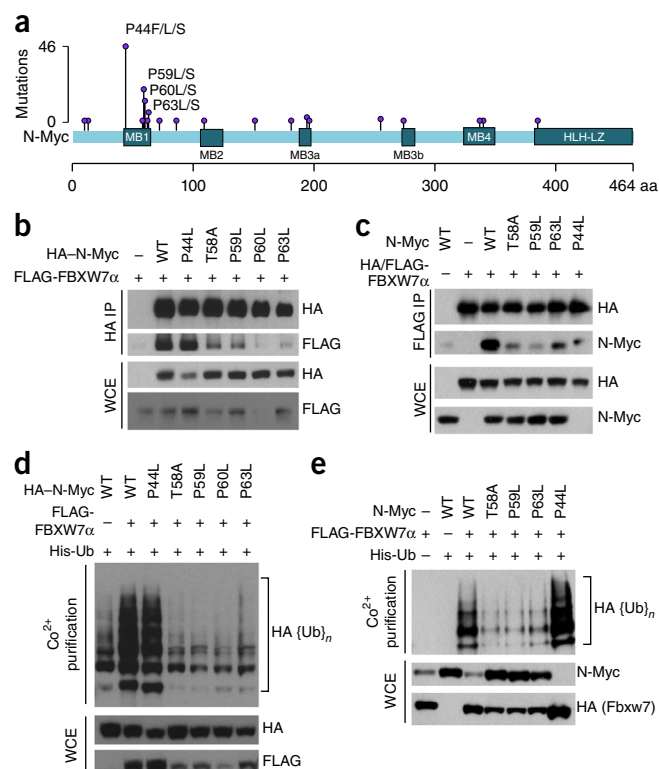 a
P44F/L/S
46
P59L/S
P60L/S
P63L/S
Mutations
0
N-Myc
MB1
MB2
MB3a
MB3b
MB4
HLH-LZ
0 100 200 300 400 464 aa
b
HA–N-Myc – WT P44L T58A P59L P60L P63L
FLAG-FBXW7α + + + + + + +
HA IP
HA
FLAG
WCE
HA
FLAG
c
N-Myc WT – WT T58A P59L P63L P44L
HA/FLAG-
FBXW7α – + + + + + +
FLAG IP
HA
N-Myc
WCE
HA
N-Myc
d
HA–N-Myc WT WT P44L T58A P59L P60L P63L
FLAG-
FBXW7α – + + + + + +
His-Ub + + + + + + +
Co2+
purification
HA {Ub}n
WCE
HA
FLAG
e
N-Myc – WT WT T58A P59L P63L P44L
FLAG-FBXW7α + – + + + + +
His-Ub – + + + + + +
Co2+
purification
HA {Ub}n
WCE
N-Myc
HA (Fbxw7)